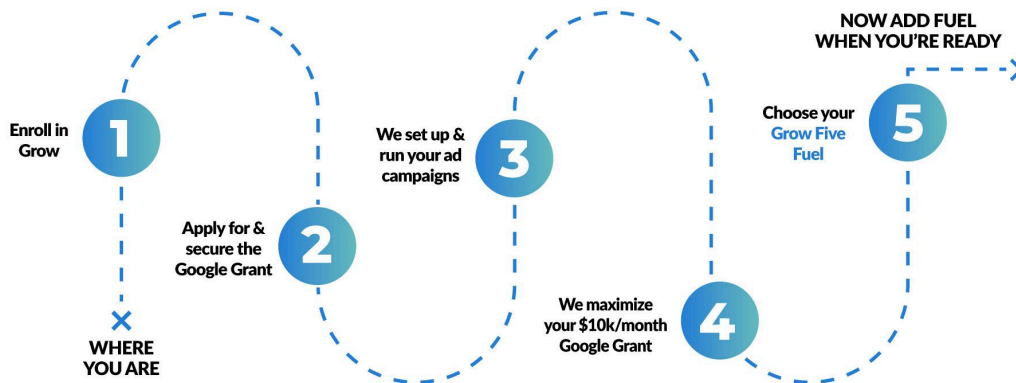 WHERE
YOU ARE
Enroll in
Grow
1
Apply for &
secure the
Google Grant
2
We set up &
run your ad
campaigns
3
We maximize
your $10k/month
Google Grant
4
Choose your
Grow Five
Fuel
5
NOW ADD FUEL
WHEN YOU'RE READY